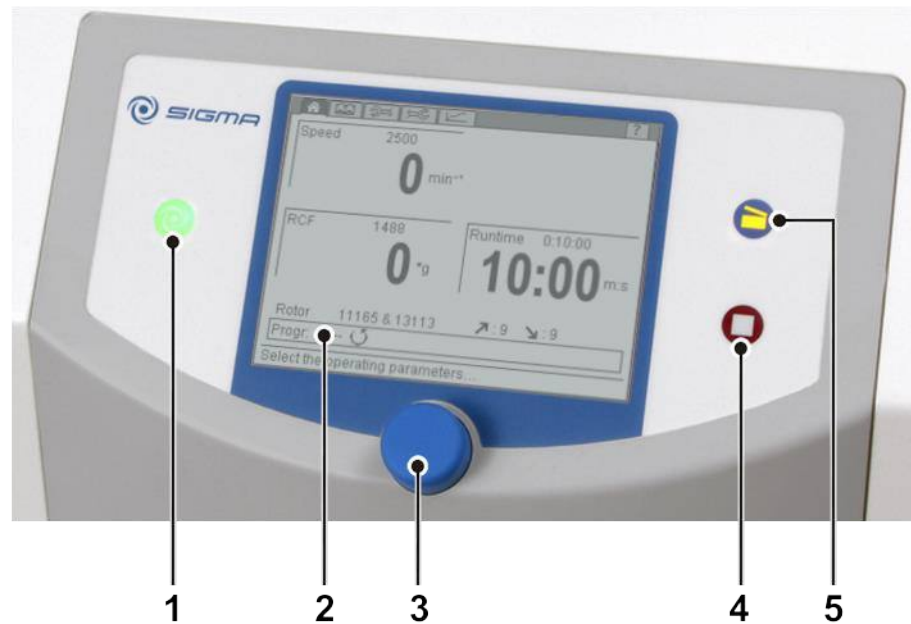 SIGMA
?
Speed 2500
0 min⁻¹
RCF 1488
0 *g
Runtime 0:10:00
10:00 m:s
Rotor 11165 & 13113 : 9 : 9
Progr.
Select the operating parameters...
1 2 3 4 5